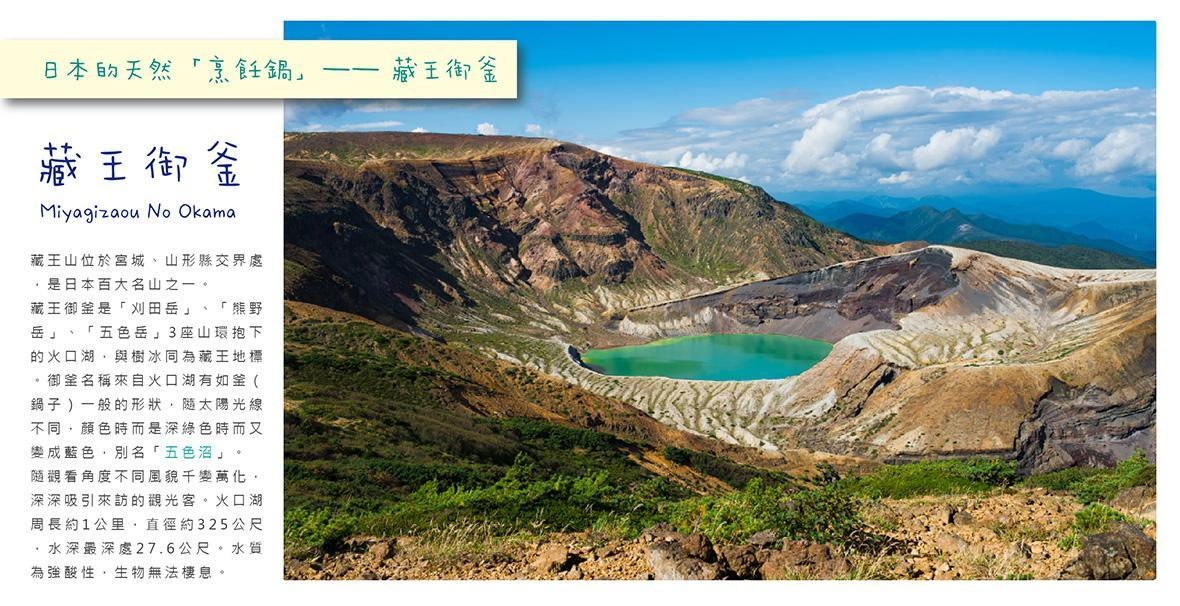 日本的天然「烹飪鍋」—— 藏王御釜
藏王御釜
Miyagizaou No Okama
藏王山位於宮城、山形縣交界處
，是日本百大名山之一。
藏王御釜是「刈田岳」、「熊野
岳」、「五色岳」3座山環抱下
的火口湖，與樹冰同為藏王地標
。御釜名稱來自火口湖有如釜（
鍋子）一般的形狀，隨太陽光線
不同，顏色時而是深綠色時而又
變成藍色，別名「五色沼」。
隨觀看角度不同風貌千變萬化，
深深吸引來訪的觀光客。火口湖
周長約1公里，直徑約325公尺
，水深最深處27.6公尺。水質
為強酸性，生物無法棲息。